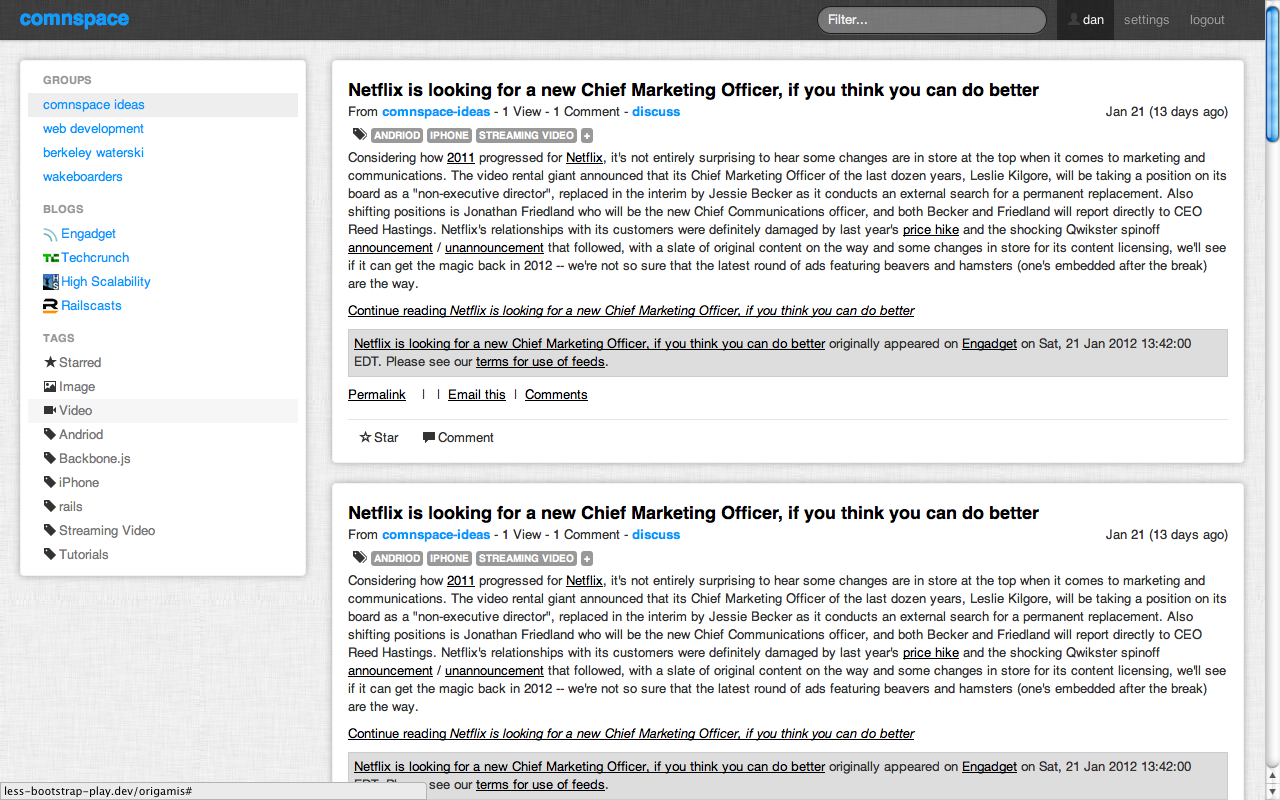 comnspace
Filter...
dan
settings
logout
GROUPS
comnspace ideas
web development
berkeley waterski
wakeboarders
BLOGS
Engadget
Techcrunch
High Scalability
Railscasts
TAGS
Starred
Image
Video
Andriod
Backbone.js
iPhone
rails
Streaming Video
Tutorials
Netflix is looking for a new Chief Marketing Officer, if you think you can do better
From comnspace-ideas - 1 View - 1 Comment - discuss
Jan 21 (13 days ago)
ANDRIOD IPHONE STREAMING VIDEO +
Considering how 2011 progressed for Netflix, it's not entirely surprising to hear some changes are in store at the top when it comes to marketing and
communications. The video rental giant announced that its Chief Marketing Officer of the last dozen years, Leslie Kilgore, will be taking a position on its
board as a "non-executive director", replaced in the interim by Jessie Becker as it conducts an external search for a permanent replacement. Also
shifting positions is Jonathan Friedland who will be the new Chief Communications officer, and both Becker and Friedland will report directly to CEO
Reed Hastings. Netflix's relationships with its customers were definitely damaged by last year's price hike and the shocking Qwikster spinoff
announcement / unannouncement that followed, with a slate of original content on the way and some changes in store for its content licensing, we'll see
if it can get the magic back in 2012 -- we're not so sure that the latest round of ads featuring beavers and hamsters (one's embedded after the break)
are the way.
Continue reading Netflix is looking for a new Chief Marketing Officer, if you think you can do better
Netflix is looking for a new Chief Marketing Officer, if you think you can do better originally appeared on Engadget on Sat, 21 Jan 2012 13:42:00
EDT. Please see our terms for use of feeds.
Permalink | | Email this | Comments
Star
Comment
Netflix is looking for a new Chief Marketing Officer, if you think you can do better
From comnspace-ideas - 1 View - 1 Comment - discuss
Jan 21 (13 days ago)
ANDRIOD IPHONE STREAMING VIDEO +
Considering how 2011 progressed for Netflix, it's not entirely surprising to hear some changes are in store at the top when it comes to marketing and
communications. The video rental giant announced that its Chief Marketing Officer of the last dozen years, Leslie Kilgore, will be taking a position on its
board as a "non-executive director", replaced in the interim by Jessie Becker as it conducts an external search for a permanent replacement. Also
shifting positions is Jonathan Friedland who will be the new Chief Communications officer, and both Becker and Friedland will report directly to CEO
Reed Hastings. Netflix's relationships with its customers were definitely damaged by last year's price hike and the shocking Qwikster spinoff
announcement / unannouncement that followed, with a slate of original content on the way and some changes in store for its content licensing, we'll see
if it can get the magic back in 2012 -- we're not so sure that the latest round of ads featuring beavers and hamsters (one's embedded after the break)
are the way.
Continue reading Netflix is looking for a new Chief Marketing Officer, if you think you can do better
Netflix is looking for a new Chief Marketing Officer, if you think you can do better originally appeared on Engadget on Sat, 21 Jan 2012 13:42:00
see our terms for use of feeds.
less-bootstrap-play.dev/origamis#